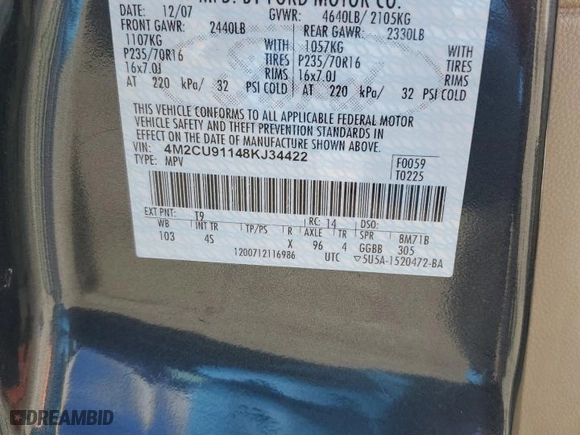 MFD. BY FORD MOTOR CO.
DATE: 12/07 GVWR: 4640LB/ 2105KG
FRONT GAWR: 2440LB REAR GAWR: 2330LB
1107KG WITH 1057KG WITH
P235/70R16 TIRES P235/70R16 TIRES
16x7.0J RIMS 16x7.0J RIMS
AT 220 kPa/ 32 PSI COLD AT 220 kPa/ 32 PSI COLD
THIS VEHICLE CONFORMS TO ALL APPLICABLE FEDERAL MOTOR
VEHICLE SAFETY AND THEFT PREVENTION STANDARDS IN
EFFECT ON THE DATE OF MANUFACTURE SHOWN ABOVE.
VIN: 4M2CU91148KJ34422
TYPE: MPV
F0059
T0225
EXT PNT: T9 RC: 14 DSO:
WB INT TR TP/PS R AXLE TR SPR 8M71B
103 4S X 96 4 GGBB 305
1200712116986 UTC ▽5U5A-1520472-BA
DREAMBID